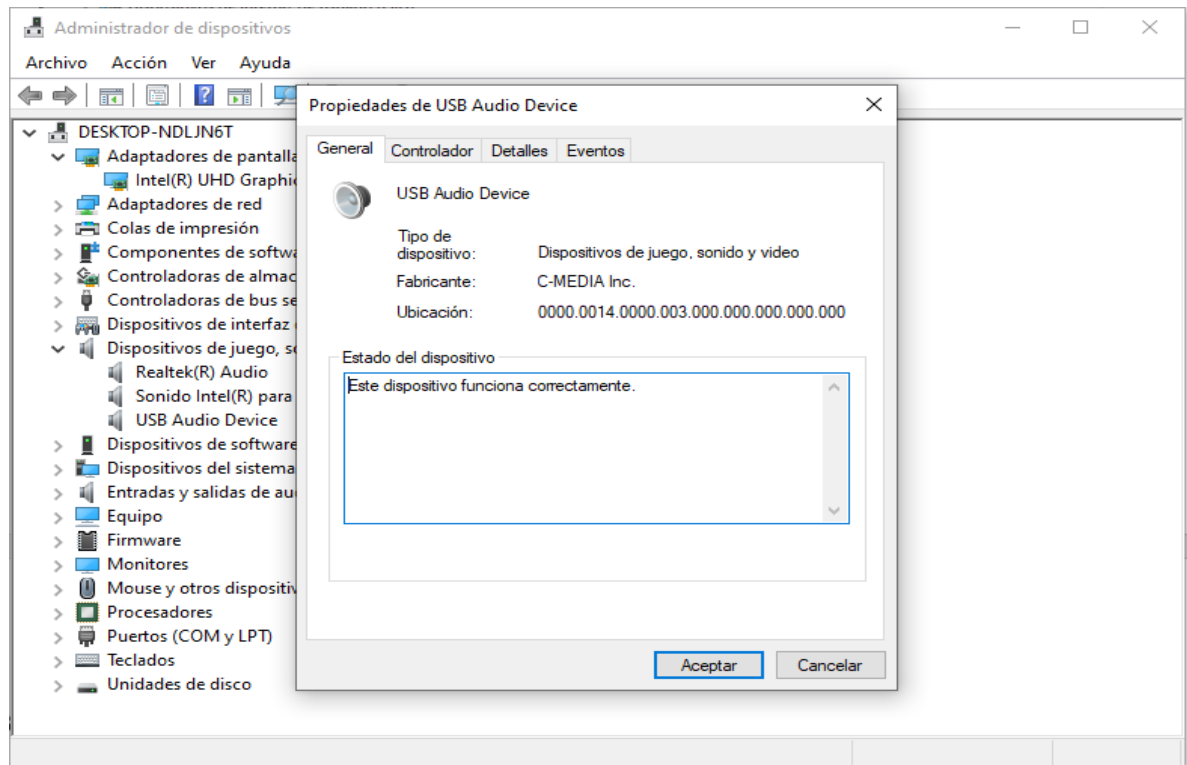 Administrador de dispositivos
Archivo Acción Ver Ayuda
DESKTOP-NDLJN6T
Adaptadores de pantalla
Intel(R) UHD Graphic
Adaptadores de red
Colas de impresión
Componentes de softwa
Controladoras de almac
Controladoras de bus se
Dispositivos de interfaz
Dispositivos de juego, so
Realtek(R) Audio
Sonido Intel(R) para
USB Audio Device
Dispositivos de software
Dispositivos del sistema
Entradas y salidas de au
Equipo
Firmware
Monitores
Mouse y otros dispositiv
Procesadores
Puertos (COM y LPT)
Teclados
Unidades de disco
Propiedades de USB Audio Device
General Controlador Detalles Eventos
USB Audio Device
Tipo de
dispositivo: Dispositivos de juego, sonido y video
Fabricante: C-MEDIA Inc.
Ubicación: 0000.0014.0000.003.000.000.000.000.000
Estado del dispositivo
Este dispositivo funciona correctamente.
Aceptar Cancelar